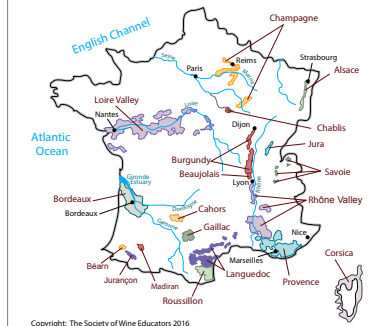 English Channel
Champagne
Seine
Reims
Marne
Paris
Strasbourg
Alsace
Loire Valley
Nantes
Loire
Chablis
Dijon
Jura
Atlantic
Ocean
Burgundy
Beaujolais
Lyon
Savoie
Rhône
Gironde
Estuary
Bordeaux
Bordeaux
Dordogne
Garonne
Cahors
Gaillac
Rhône Valley
Nice
Corsica
Marseilles
Béarn
Jurançon
Madiran
Languedoc
Roussillon
Provence
Copyright: The Society of Wine Educators 2016